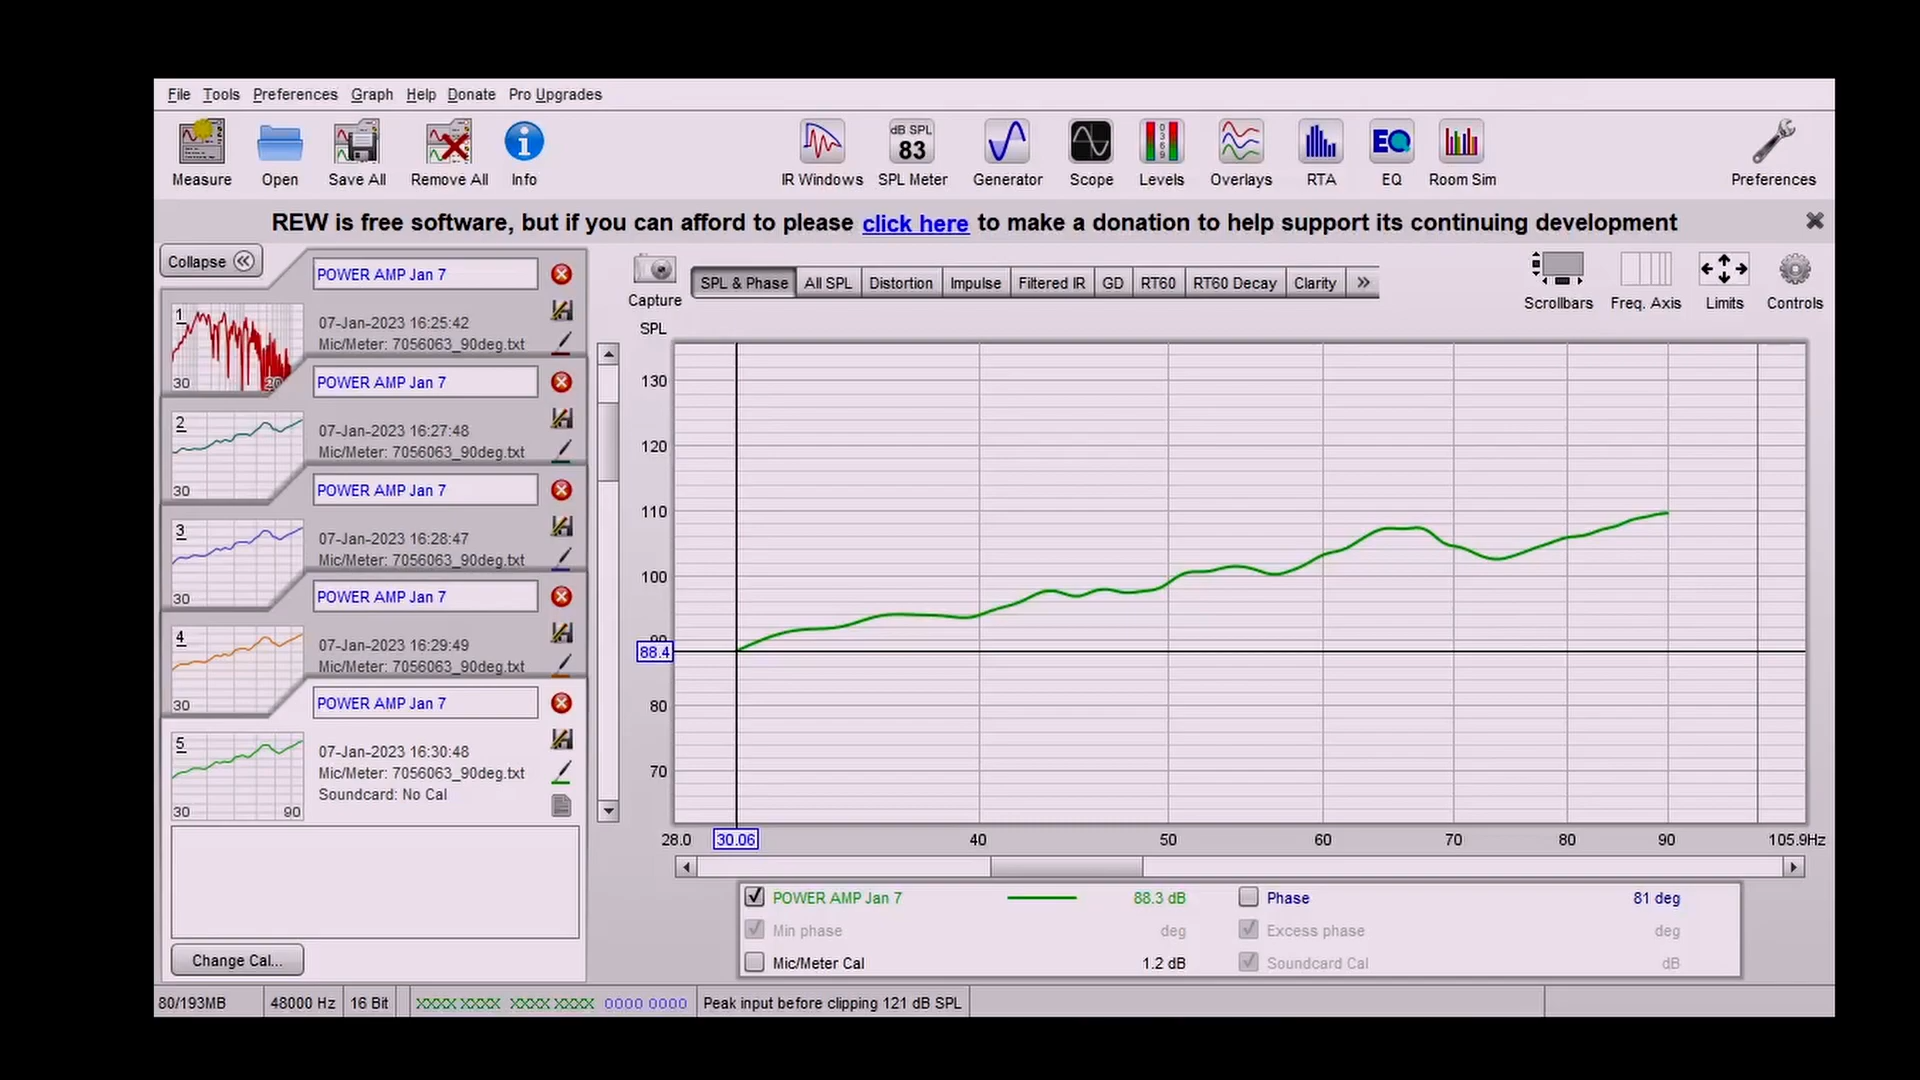 File Tools Preferences Graph Help Donate Pro Upgrades
dB SPL
83
Measure Open Save All Remove All Info IR Windows SPL Meter Generator Scope Levels Overlays RTA EQ Room Sim Preferences
REW is free software, but if you can afford to please click here to make a donation to help support its continuing development
Collapse
POWER AMP Jan 7
1
07-Jan-2023 16:25:42
Mic/Meter: 7056063_90deg.txt
30
POWER AMP Jan 7
2
07-Jan-2023 16:27:48
Mic/Meter: 7056063_90deg.txt
30
POWER AMP Jan 7
3
07-Jan-2023 16:28:47
Mic/Meter: 7056063_90deg.txt
30
POWER AMP Jan 7
4
07-Jan-2023 16:29:49
Mic/Meter: 7056063_90deg.txt
30
POWER AMP Jan 7
5
07-Jan-2023 16:30:48
Mic/Meter: 7056063_90deg.txt
Soundcard: No Cal
30 90
Change Cal...
Capture
SPL & Phase All SPL Distortion Impulse Filtered IR GD RT60 RT60 Decay Clarity
Scrollbars Freq. Axis Limits Controls
SPL
130
120
110
100
90
88.4
80
70
28.0 30.06 40 50 60 70 80 90 105.9Hz
POWER AMP Jan 7 88.3 dB Phase 81 deg
Min phase deg Excess phase deg
Mic/Meter Cal 1.2 dB Soundcard Cal dB
80/193MB 48000 Hz 16 Bit XXXX XXXX XXXX XXXX 0000 0000 Peak input before clipping 121 dB SPL